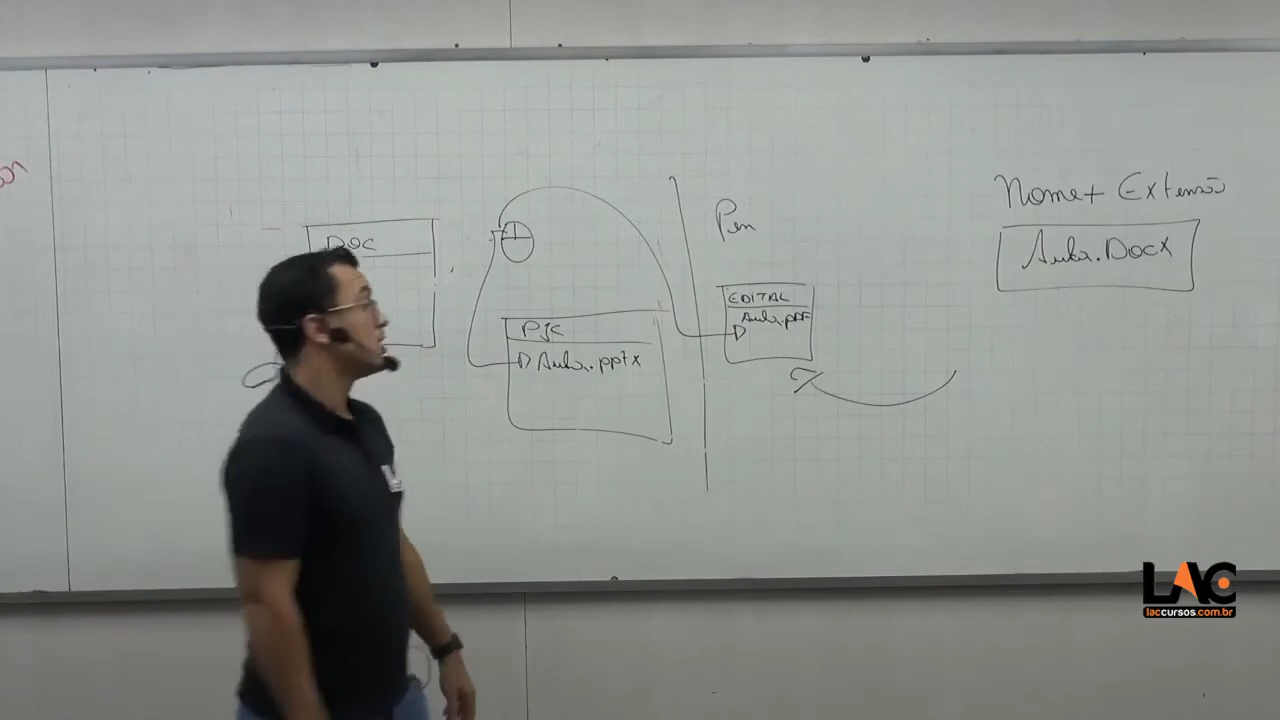 DOC
PJC
Aula.pptx
Pen
EDITAL
Aula.pdf
Nome + Extensão
Aula.Docx
LAC
laccursos.com.br